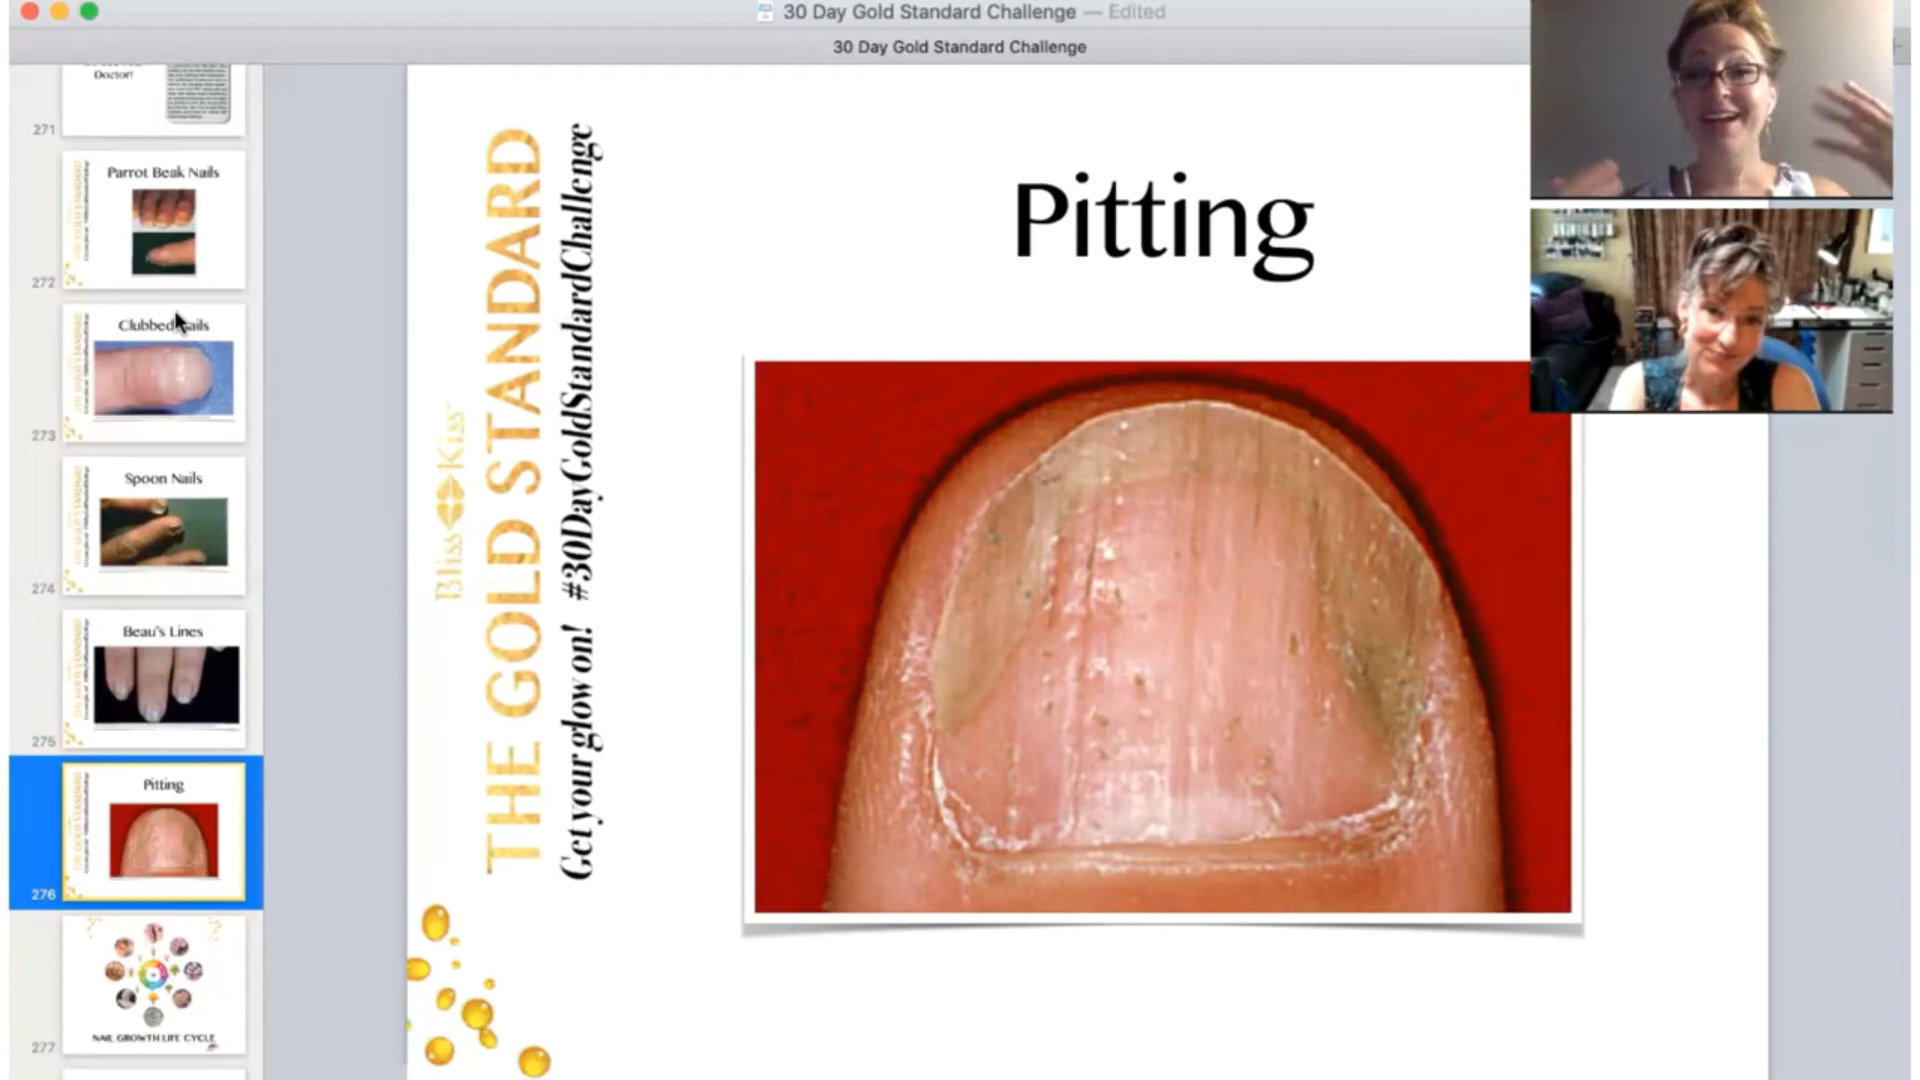 30 Day Gold Standard Challenge — Edited
30 Day Gold Standard Challenge
Doctor!
271
Parrot Beak Nails
272
Clubbed Nails
273
Spoon Nails
274
Beau's Lines
275
Pitting
276
NAIL GROWTH LIFE CYCLE
277
Bliss Kiss™
THE GOLD STANDARD
Get your glow on! #30DayGoldStandardChallenge
Pitting